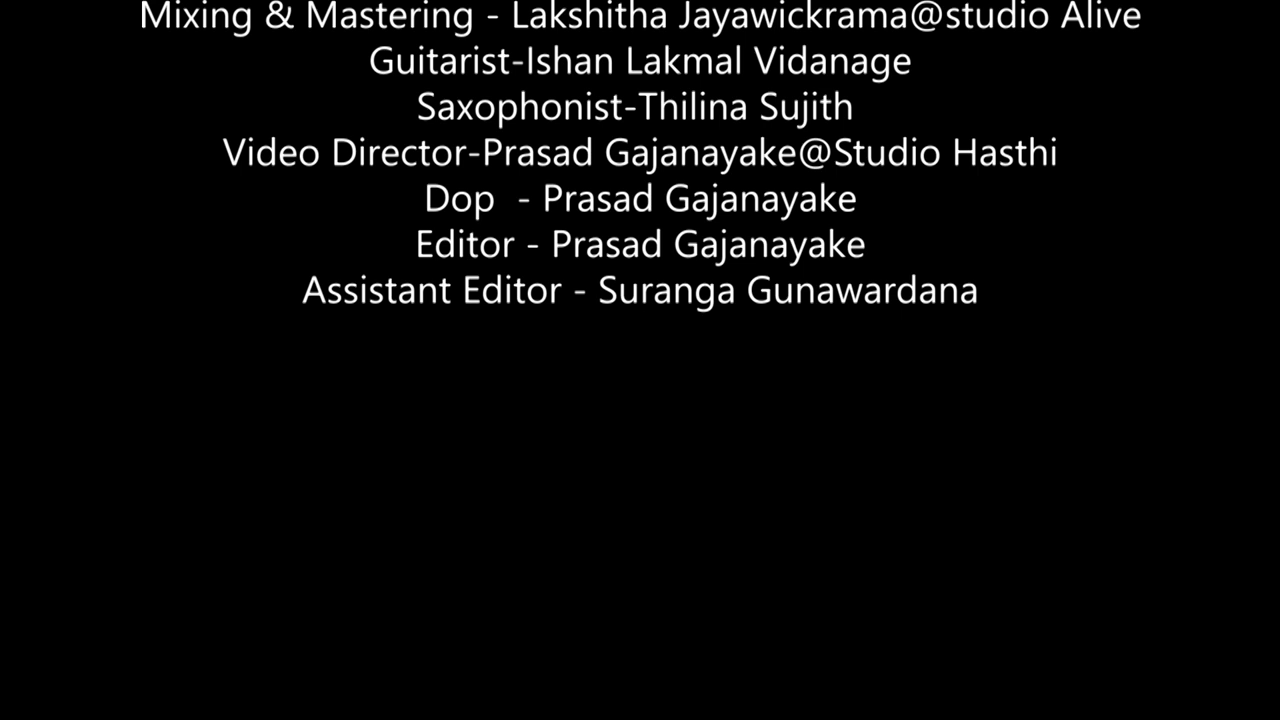 Mixing & Mastering - Lakshitha Jayawickrama@studio Alive
Guitarist-Ishan Lakmal Vidanage
Saxophonist-Thilina Sujith
Video Director-Prasad Gajanayake@Studio Hasthi
Dop  - Prasad Gajanayake
Editor - Prasad Gajanayake
Assistant Editor - Suranga Gunawardana